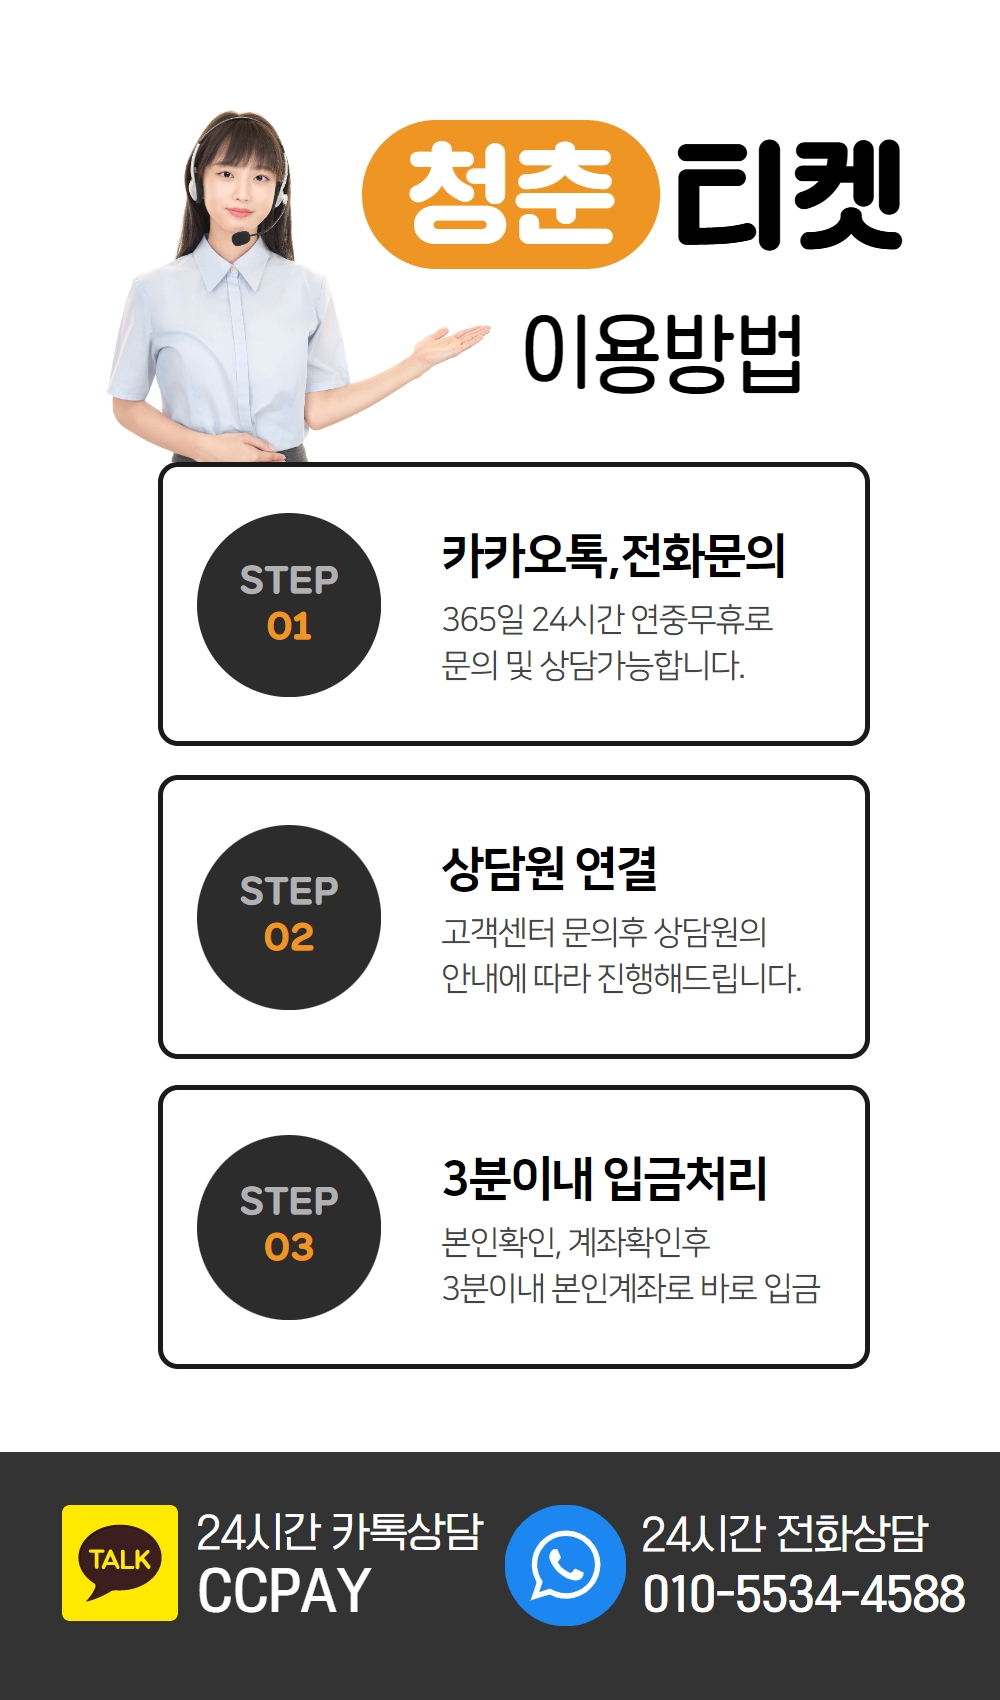 청춘 티켓
이용방법
STEP
01
카카오톡,전화문의
365일 24시간 연중무휴로
문의 및 상담가능합니다.
STEP
02
상담원 연결
고객센터 문의후 상담원의
안내에 따라 진행해드립니다.
STEP
03
3분이내 입금처리
본인확인, 계좌확인후
3분이내 본인계좌로 바로 입금
TALK
24시간 카톡상담
CCPAY
24시간 전화상담
010-5534-4588